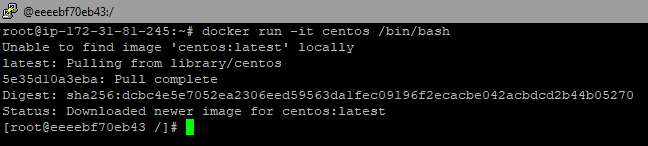 @eeeebf70eb43:/
root@ip-172-31-81-245:~# docker run -it centos /bin/bash
Unable to find image 'centos:latest' locally
latest: Pulling from library/centos
5e35d10a3eba: Pull complete
Digest: sha256:dcbc4e5e7052ea2306eed59563da1fec09196f2ecacbe042acbdcd2b44b05270
Status: Downloaded newer image for centos:latest
[root@eeeebf70eb43 /]#